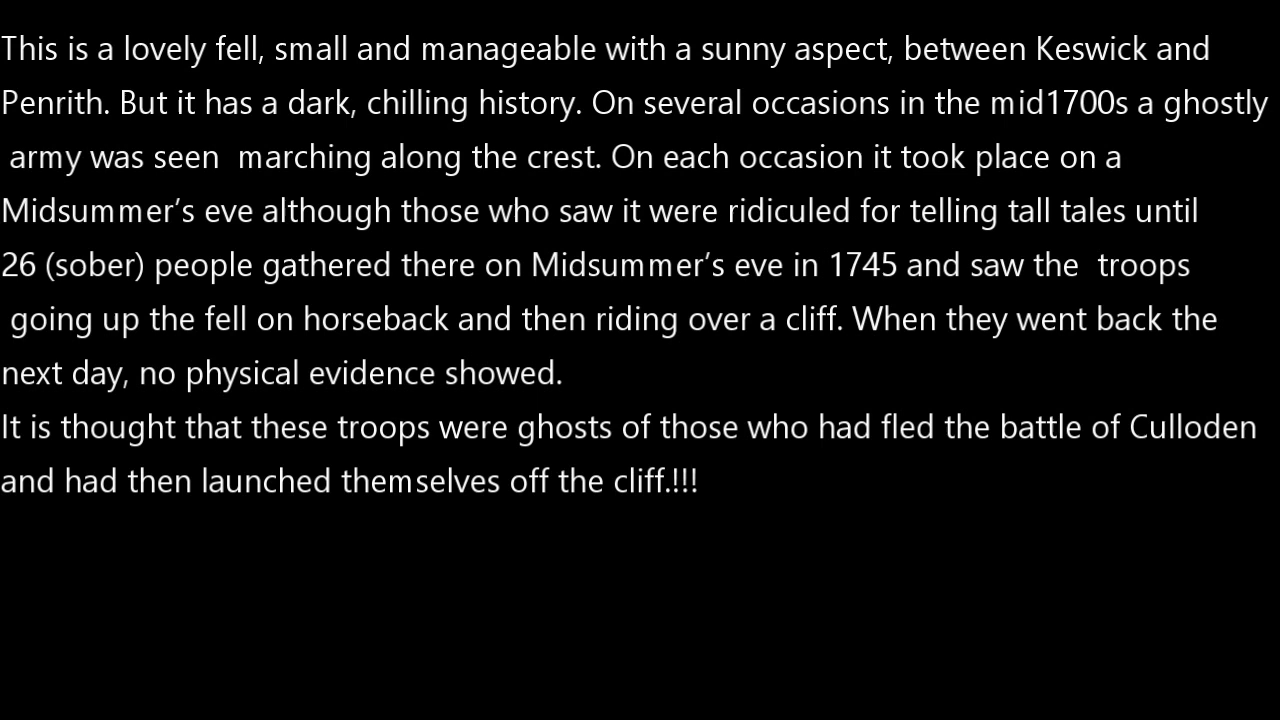 This is a lovely fell, small and manageable with a sunny aspect, between Keswick and
Penrith. But it has a dark, chilling history. On several occasions in the mid1700s a ghostly
army was seen  marching along the crest. On each occasion it took place on a
Midsummer’s eve although those who saw it were ridiculed for telling tall tales until
26 (sober) people gathered there on Midsummer’s eve in 1745 and saw the  troops
going up the fell on horseback and then riding over a cliff. When they went back the
next day, no physical evidence showed.
It is thought that these troops were ghosts of those who had fled the battle of Culloden
and had then launched themselves off the cliff.!!!